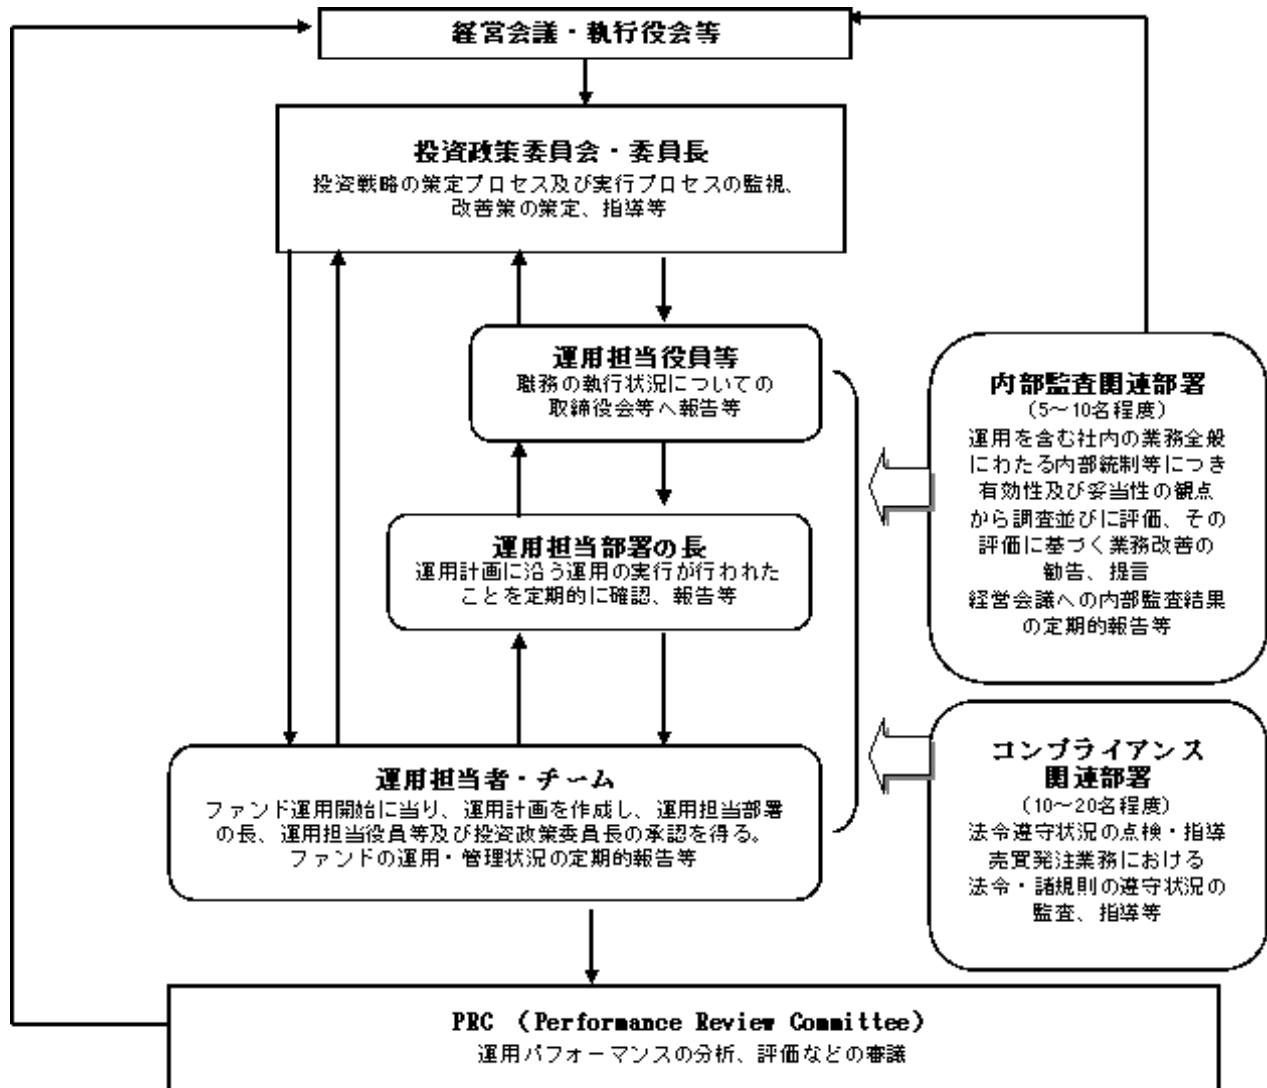 経営会議・執行役会等
投資政策委員会・委員長
投資戦略の策定プロセス及び実行プロセスの監視、
改善策の策定、指導等
運用担当役員等
職務の執行状況についての
取締役会等へ報告等
運用担当部署の長
運用計画に沿う運用の実行が行われた
ことを定期的に確認、報告等
運用担当者・チーム
ファンド運用開始に当り、運用計画を作成し、運用担当部署
の長、運用担当役員等及び投資政策委員長の承認を得る。
ファンドの運用・管理状況の定期的報告等
内部監査関連部署
(5～10名程度)
運用を含む社内の業務全般
にわたる内部統制等につき
有効性及び妥当性の観点
から調査並びに評価、その
評価に基づく業務改善の
勧告、提言
経営会議への内部監査結果
の定期的報告等
コンプライアンス
関連部署
(10～20名程度)
法令遵守状況の点検・指導
売買発注業務における
法令・諸規則の遵守状況の
監査、指導等
PRC （Performance Review Committee）
運用パフォーマンスの分析、評価などの審議